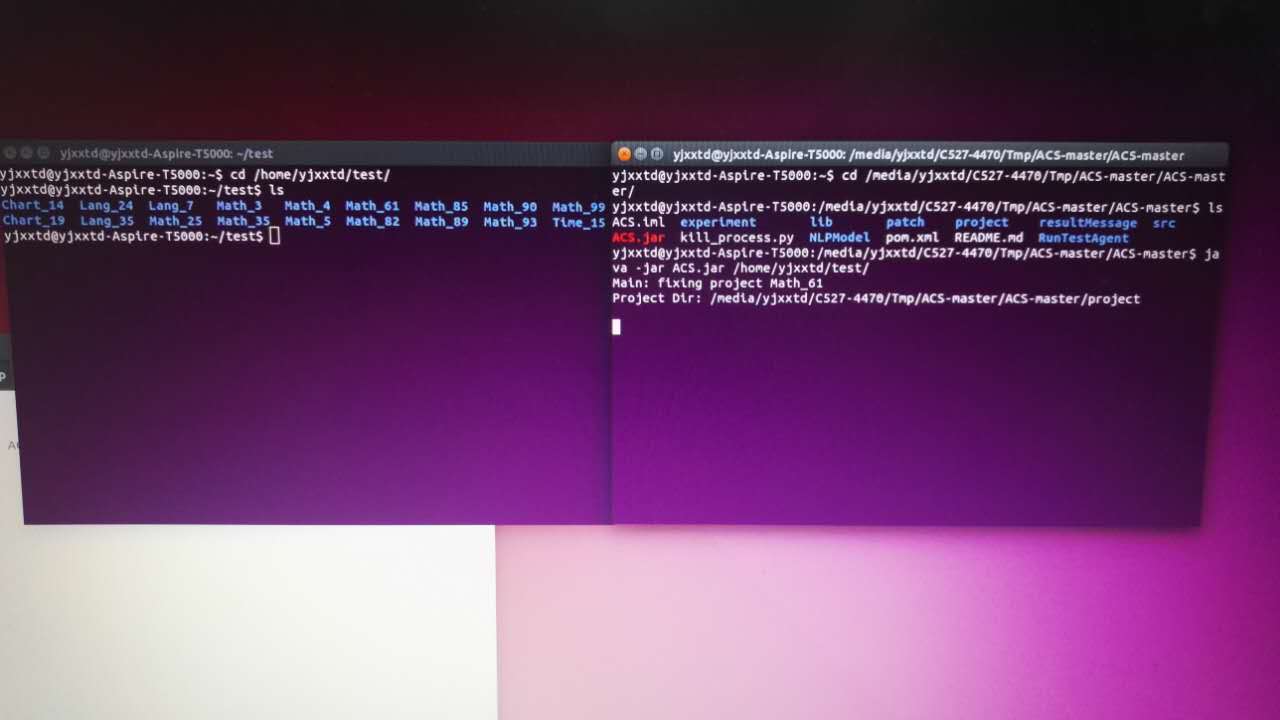 yjxxtd@yjxxtd-Aspire-T5000: ~/test
yjxxtd@yjxxtd-Aspire-T5000:~$ cd /home/yjxxtd/test/
yjxxtd@yjxxtd-Aspire-T5000:~/test$ ls
Chart_14 Lang_24 Lang_7 Math_3 Math_4 Math_61 Math_85 Math_90 Math_99
Chart_19 Lang_35 Math_25 Math_35 Math_5 Math_82 Math_89 Math_93 Time_15
yjxxtd@yjxxtd-Aspire-T5000:~/test$
yjxxtd@yjxxtd-Aspire-T5000: /media/yjxxtd/C527-4470/Tmp/ACS-master/ACS-master
yjxxtd@yjxxtd-Aspire-T5000:~$ cd /media/yjxxtd/C527-4470/Tmp/ACS-master/ACS-mast
er/
yjxxtd@yjxxtd-Aspire-T5000:/media/yjxxtd/C527-4470/Tmp/ACS-master/ACS-master$ ls
ACS.iml experiment lib patch project resultMessage src
ACS.jar kill_process.py NLPModel pom.xml README.md RunTestAgent
yjxxtd@yjxxtd-Aspire-T5000:/media/yjxxtd/C527-4470/Tmp/ACS-master/ACS-master$ ja
va -jar ACS.jar /home/yjxxtd/test/
Main: fixing project Math_61
Project Dir: /media/yjxxtd/C527-4470/Tmp/ACS-master/ACS-master/project